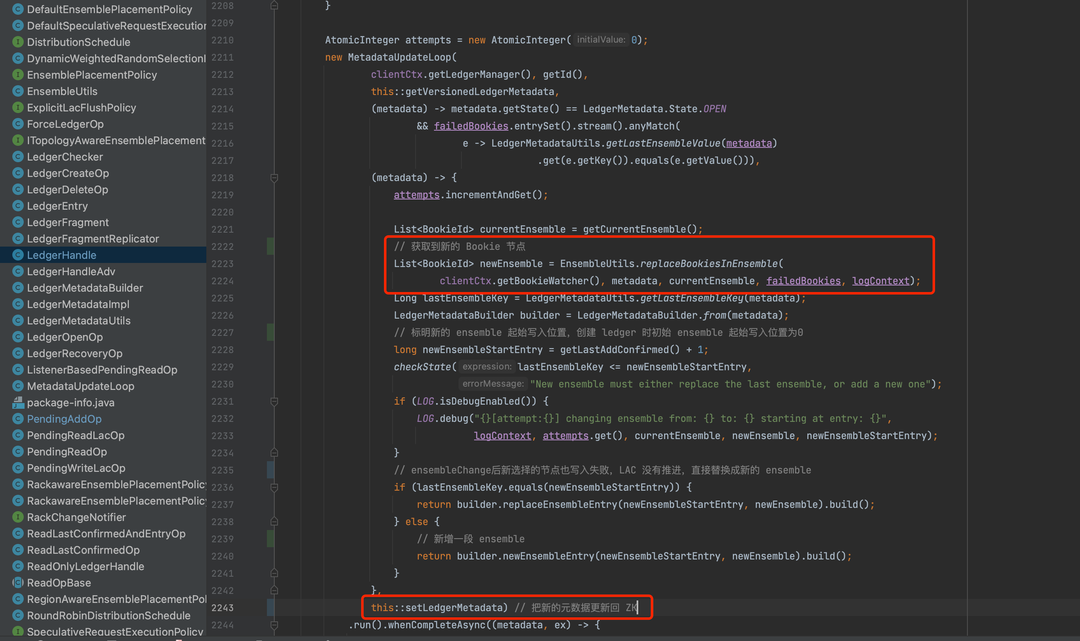 DefaultEnsemblePlacementPolicy
DefaultSpeculativeRequestExecution
DistributionSchedule
DynamicWeightedRandomSelection
EnsemblePlacementPolicy
EnsembleUtils
ExplicitLacFlushPolicy
ForceLedgerOp
ITopologyAwareEnsemblePlacement
LedgerChecker
LedgerCreateOp
LedgerDeleteOp
LedgerEntry
LedgerFragment
LedgerFragmentReplicator
LedgerHandle
LedgerHandleAdv
LedgerMetadataBuilder
LedgerMetadataImpl
LedgerMetadataUtils
LedgerOpenOp
LedgerRecoveryOp
ListenerBasedPendingReadOp
MetadataUpdateLoop
package-info.java
PendingAddOp
PendingReadLacOp
PendingReadOp
PendingWriteLacOp
RackawareEnsemblePlacementPolic
RackawareEnsemblePlacementPolic
RackChangeNotifier
ReadLastConfirmedAndEntryOp
ReadLastConfirmedOp
ReadOnlyLedgerHandle
ReadOpBase
RegionAwareEnsemblePlacementPol
RoundRobinDistributionSchedule
SpeculativeRequestExecutionPolicy
2208 }
2209
2210 AtomicInteger attempts = new AtomicInteger( initialValue: 0);
2211 new MetadataUpdateLoop(
2212 clientCtx.getLedgerManager(), getId(),
2213 this::getVersionedLedgerMetadata,
2214 (metadata) -> metadata.getState() == LedgerMetadata.State.OPEN
2215 && failedBookies.entrySet().stream().anyMatch(
2216 e -> LedgerMetadataUtils.getLastEnsembleValue(metadata)
2217 .get(e.getKey()).equals(e.getValue())),
2218 (metadata) -> {
2219 attempts.incrementAndGet();
2220
2221 List<BookieId> currentEnsemble = getCurrentEnsemble();
2222 // 获取到新的 Bookie 节点
2223 List<BookieId> newEnsemble = EnsembleUtils.replaceBookiesInEnsemble(
2224 clientCtx.getBookieWatcher(), metadata, currentEnsemble, failedBookies, logContext);
2225 Long lastEnsembleKey = LedgerMetadataUtils.getLastEnsembleKey(metadata);
2226 LedgerMetadataBuilder builder = LedgerMetadataBuilder.from(metadata);
2227 // 标明新的 ensemble 起始写入位置, 创建 ledger 时初始 ensemble 起始写入位置为0
2228 long newEnsembleStartEntry = getLastAddConfirmed() + 1;
2229 checkState( expression: lastEnsembleKey <= newEnsembleStartEntry,
2230 errorMessage: "New ensemble must either replace the last ensemble, or add a new one");
2231 if (LOG.isDebugEnabled()) {
2232 LOG.debug("{}[attempt:{}] changing ensemble from: {} to: {} starting at entry: {}",
2233 logContext, attempts.get(), currentEnsemble, newEnsemble, newEnsembleStartEntry);
2234 }
2235 // ensembleChange后新选择的节点也写入失败, LAC 没有推进, 直接替换成新的 ensemble
2236 if (lastEnsembleKey.equals(newEnsembleStartEntry)) {
2237 return builder.replaceEnsembleEntry(newEnsembleStartEntry, newEnsemble).build();
2238 } else {
2239 // 新增一段 ensemble
2240 return builder.newEnsembleEntry(newEnsembleStartEntry, newEnsemble).build();
2241 }
2242 },
2243 this::setLedgerMetadata) // 把新的元数据更新回 ZK
2244 .run().whenCompleteAsync((metadata, ex) -> {